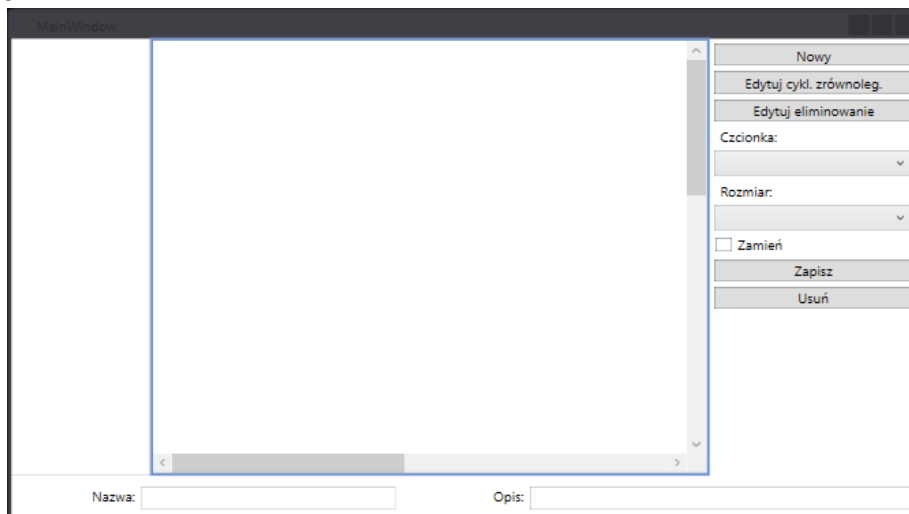 MainWindow
Nowy
Edytuj cykl. zrównoleg.
Edytuj eliminowanie
Czcionka:
Rozmiar:
Zamień
Zapisz
Usuń
Nazwa:
Opis: